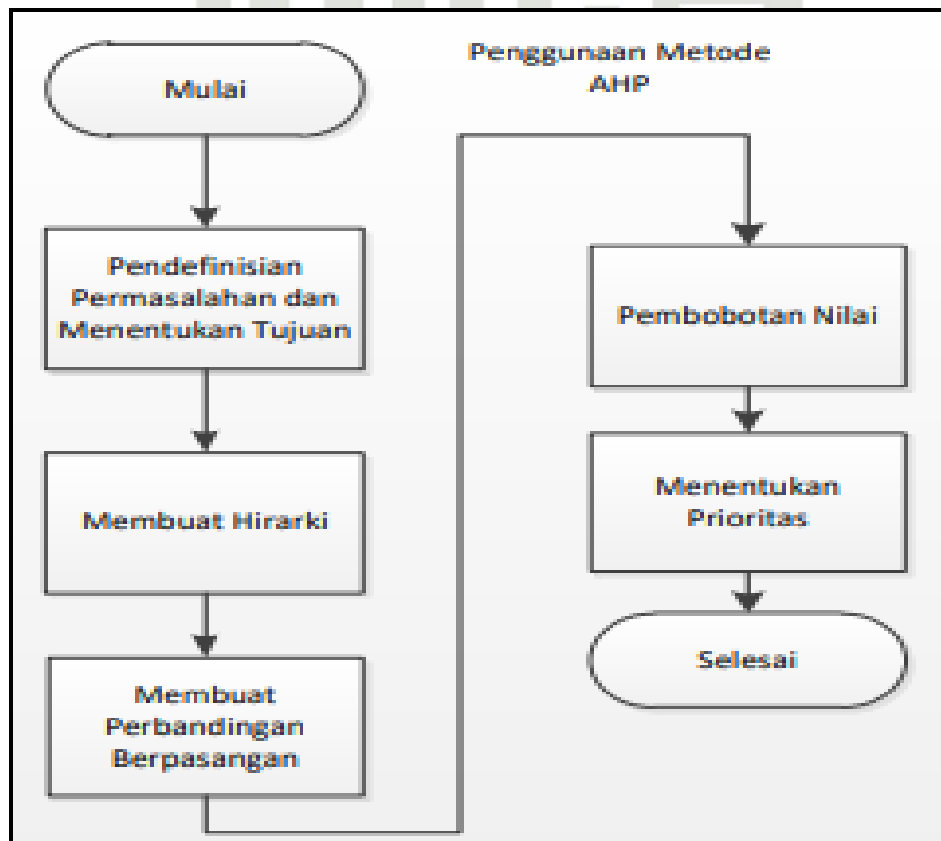 Penggunaan Metode
AHP
Mulai
Pendefinisian
Permasalahan dan
Menentukan Tujuan
Membuat Hirarki
Membuat
Perbandingan
Berpasangan
Pembobotan Nilai
Menentukan
Prioritas
Selesai